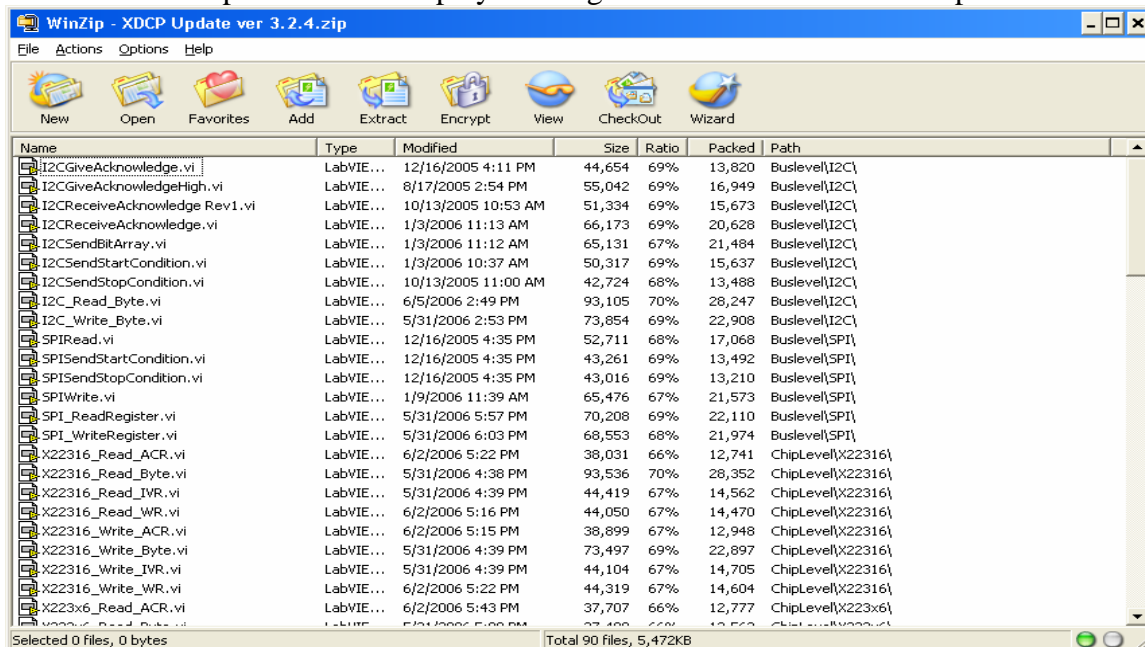 WinZip - XDCP Update ver 3.2.4.zip
File Actions Options Help
New Open Favorites Add Extract Encrypt View CheckOut Wizard
Name Type Modified Size Ratio Packed Path
I2CGiveAcknowledge.vi LabVIE... 12/16/2005 4:11 PM 44,654 69% 13,820 Buslevel\I2C\
I2CGiveAcknowledgeHigh.vi LabVIE... 8/17/2005 2:54 PM 55,042 69% 16,949 Buslevel\I2C\
I2CReceiveAcknowledge Rev1.vi LabVIE... 10/13/2005 10:53 AM 51,334 69% 15,673 Buslevel\I2C\
I2CReceiveAcknowledge.vi LabVIE... 1/3/2006 11:13 AM 66,173 69% 20,628 Buslevel\I2C\
I2CSendBitArray.vi LabVIE... 1/3/2006 11:12 AM 65,131 67% 21,484 Buslevel\I2C\
I2CSendStartCondition.vi LabVIE... 1/3/2006 10:37 AM 50,317 69% 15,637 Buslevel\I2C\
I2CSendStopCondition.vi LabVIE... 10/13/2005 11:00 AM 42,724 68% 13,488 Buslevel\I2C\
I2C_Read_Byte.vi LabVIE... 6/5/2006 2:49 PM 93,105 70% 28,247 Buslevel\I2C\
I2C_Write_Byte.vi LabVIE... 5/31/2006 2:53 PM 73,854 69% 22,908 Buslevel\I2C\
SPIRead.vi LabVIE... 12/16/2005 4:35 PM 52,711 68% 17,068 Buslevel\SPI\
SPISendStartCondition.vi LabVIE... 12/16/2005 4:35 PM 43,261 69% 13,492 Buslevel\SPI\
SPISendStopCondition.vi LabVIE... 12/16/2005 4:35 PM 43,016 69% 13,210 Buslevel\SPI\
SPIWrite.vi LabVIE... 1/9/2006 11:39 AM 65,476 67% 21,573 Buslevel\SPI\
SPI_ReadRegister.vi LabVIE... 5/31/2006 5:57 PM 70,208 69% 22,110 Buslevel\SPI\
SPI_WriteRegister.vi LabVIE... 5/31/2006 6:03 PM 68,553 68% 21,974 Buslevel\SPI\
X22316_Read_ACR.vi LabVIE... 6/2/2006 5:22 PM 38,031 66% 12,741 ChipLevel\X22316\
X22316_Read_Byte.vi LabVIE... 5/31/2006 4:38 PM 93,536 70% 28,352 ChipLevel\X22316\
X22316_Read_IVR.vi LabVIE... 5/31/2006 4:39 PM 44,419 67% 14,562 ChipLevel\X22316\
X22316_Read_WR.vi LabVIE... 6/2/2006 5:16 PM 44,050 67% 14,470 ChipLevel\X22316\
X22316_Write_ACR.vi LabVIE... 6/2/2006 5:15 PM 38,899 67% 12,948 ChipLevel\X22316\
X22316_Write_Byte.vi LabVIE... 5/31/2006 4:39 PM 73,497 69% 22,897 ChipLevel\X22316\
X22316_Write_IVR.vi LabVIE... 5/31/2006 4:39 PM 44,104 67% 14,705 ChipLevel\X22316\
X22316_Write_WR.vi LabVIE... 6/2/2006 5:22 PM 44,319 67% 14,604 ChipLevel\X22316\
X223x6_Read_ACR.vi LabVIE... 6/2/2006 5:43 PM 37,707 66% 12,777 ChipLevel\X223x6\
Selected 0 files, 0 bytes Total 90 files, 5,472KB